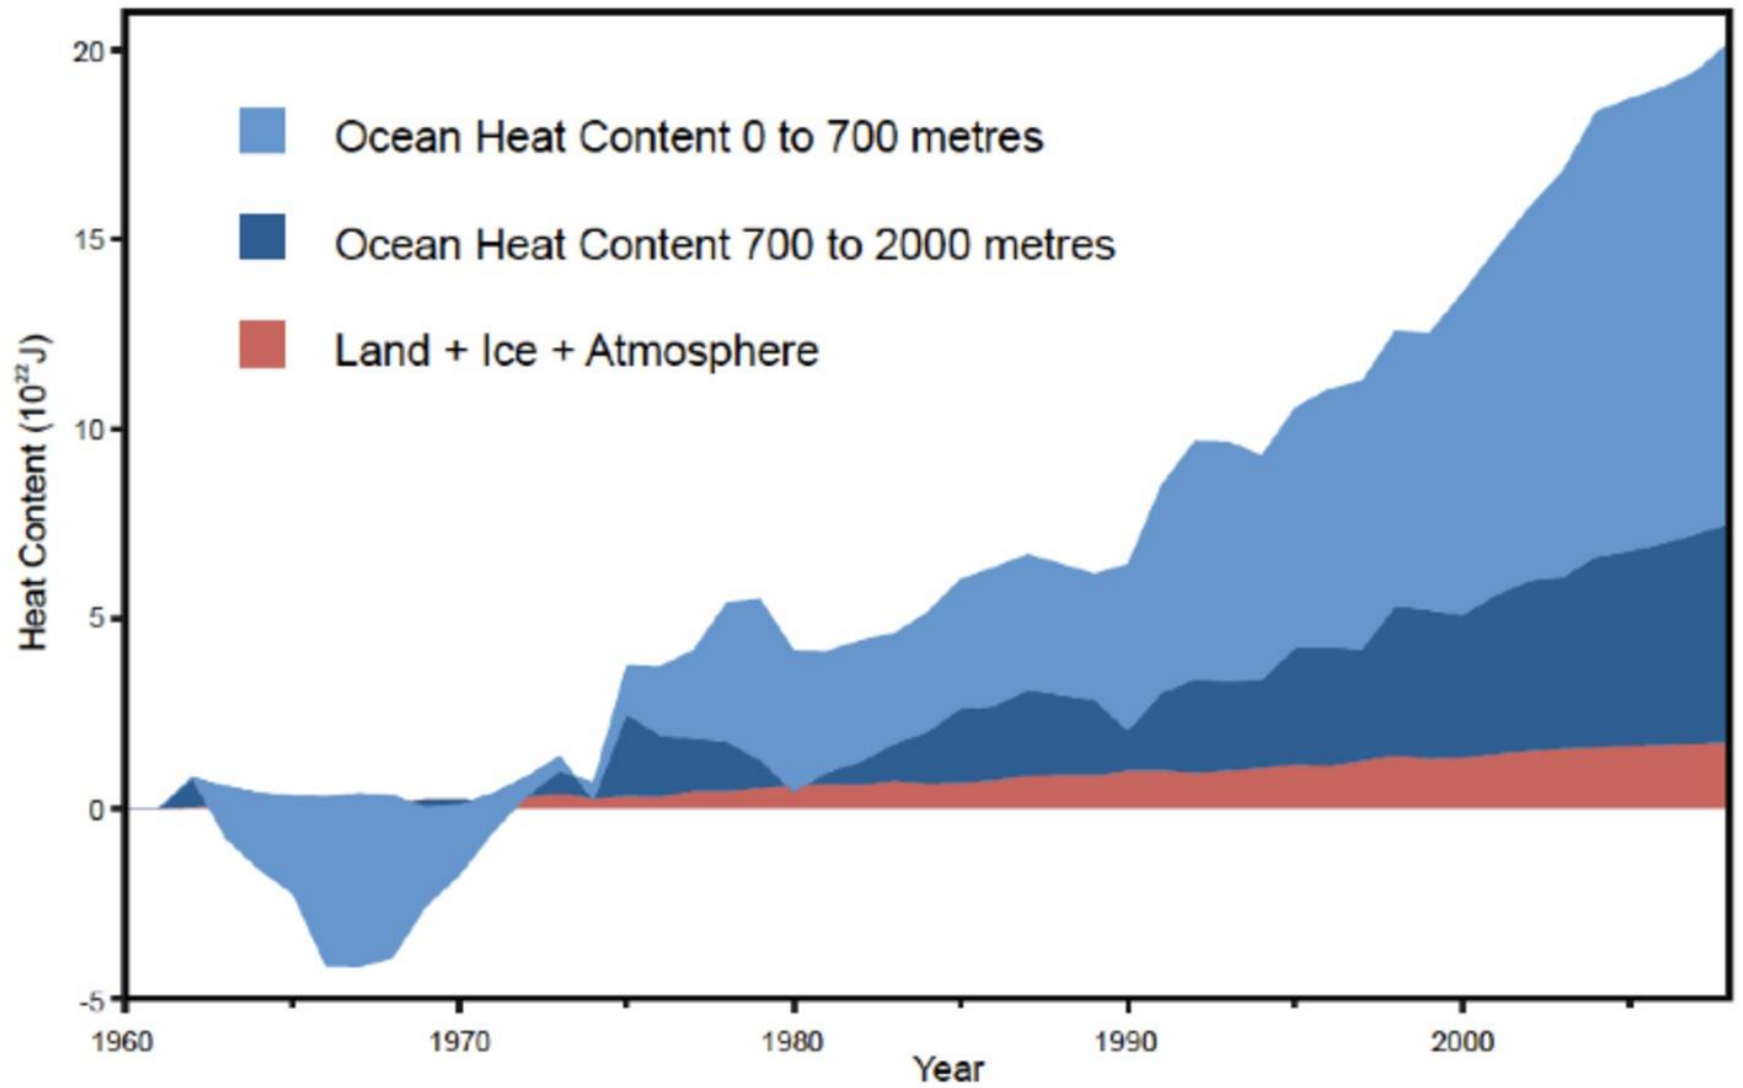 20
15
10
5
0
-5
Heat Content (10²² J)
Ocean Heat Content 0 to 700 metres
Ocean Heat Content 700 to 2000 metres
Land + Ice + Atmosphere
1960 1970 1980 1990 2000
Year